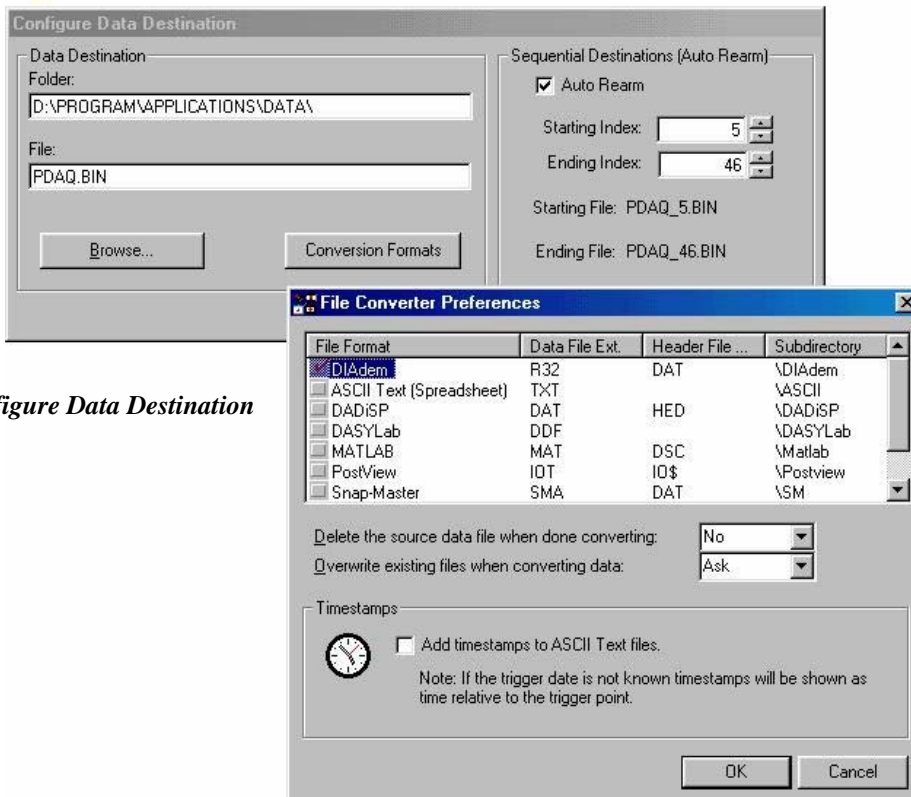 Configure Data Destination
Data Destination
Folder:
D:\PROGRAM\APPLICATIONS\DATA\
File:
PDAQ.BIN
Browse...
Conversion Formats
Sequential Destinations (Auto Rearm)
Auto Rearm
Starting Index: 5
Ending Index: 46
Starting File: PDAQ_5.BIN
Ending File: PDAQ_46.BIN
figure Data Destination
File Converter Preferences
File Format Data File Ext. Header File ... Subdirectory
DIAdem R32 DAT \DIAdem
ASCII Text (Spreadsheet) TXT \ASCII
DADiSP DAT HED \DADiSP
DASYLab DDF \DASYLab
MATLAB MAT DSC \Matlab
PostView IOT IO$ \Postview
Snap-Master SMA DAT \SM
Delete the source data file when done converting: No
Overwrite existing files when converting data: Ask
Timestamps
Add timestamps to ASCII Text files.
Note: If the trigger date is not known timestamps will be shown as
time relative to the trigger point.
OK
Cancel